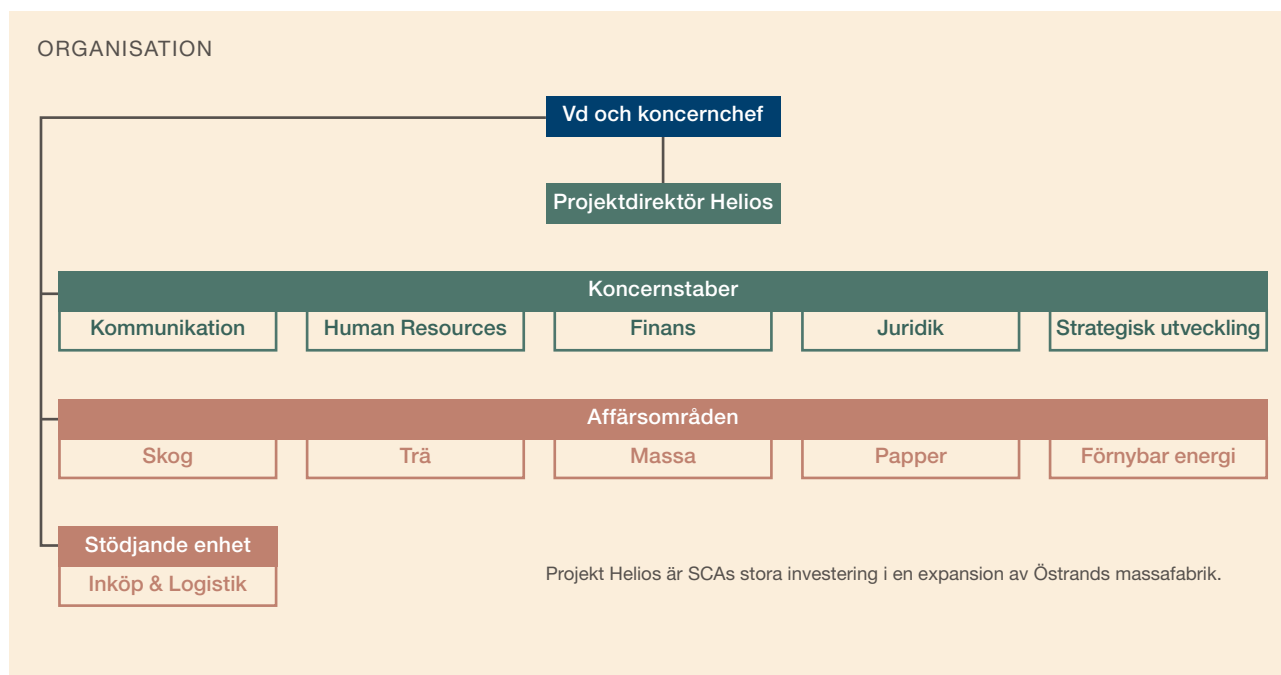 ORGANISATION
Vd och koncernchef
Projektdirektör Helios
Koncernstaber
Kommunikation
Human Resources
Finans
Juridik
Strategisk utveckling
Affärsområden
Skog
Trä
Massa
Papper
Förnybar energi
Stödjande enhet
Inköp & Logistik
Projekt Helios är SCAs stora investering i en expansion av Östrands massafabrik.